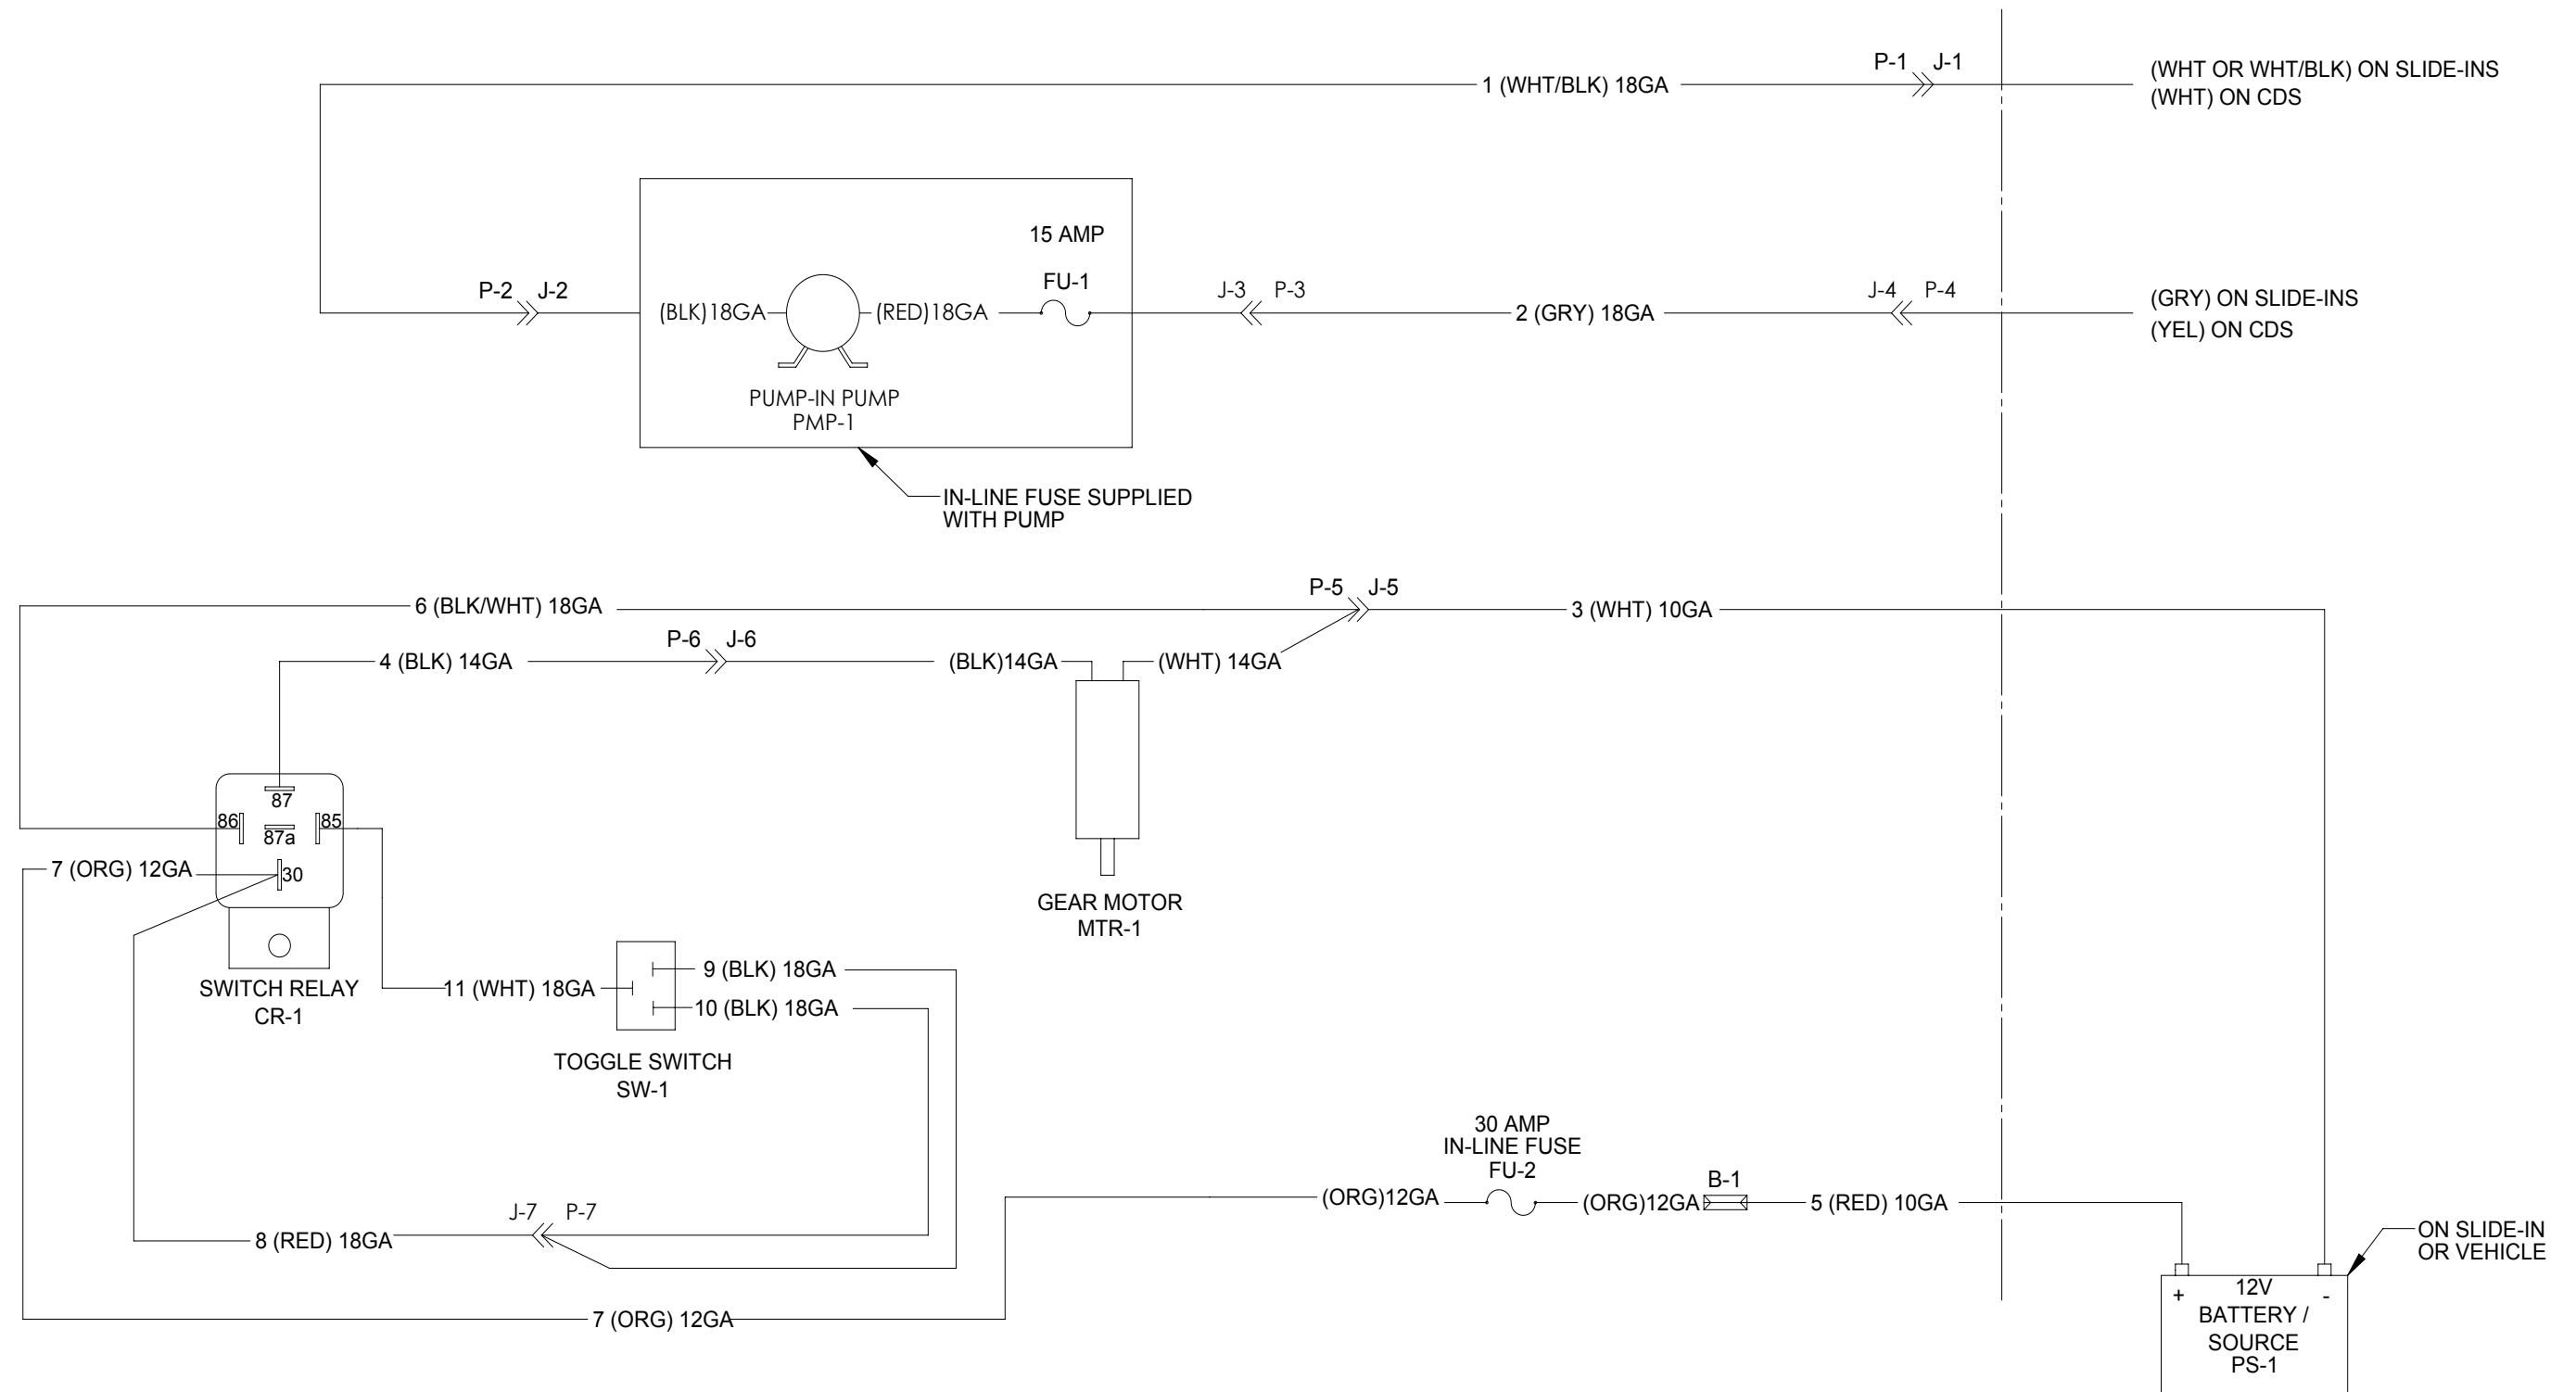 P-1 J-1
1 (WHT/BLK) 18GA
(WHT OR WHT/BLK) ON SLIDE-INS
(WHT) ON CDS
15 AMP
FU-1
P-2 J-2
(BLK)18GA
(RED)18GA
J-3 P-3
2 (GRY) 18GA
J-4 P-4
(GRY) ON SLIDE-INS
(YEL) ON CDS
PUMP-IN PUMP
PMP-1
IN-LINE FUSE SUPPLIED
WITH PUMP
P-5 J-5
6 (BLK/WHT) 18GA
3 (WHT) 10GA
P-6 J-6
4 (BLK) 14GA
(BLK)14GA
(WHT) 14GA
87
86
87a
85
7 (ORG) 12GA
30
GEAR MOTOR
MTR-1
SWITCH RELAY
CR-1
11 (WHT) 18GA
9 (BLK) 18GA
10 (BLK) 18GA
TOGGLE SWITCH
SW-1
30 AMP
IN-LINE FUSE
FU-2
B-1
(ORG)12GA
(ORG)12GA
5 (RED) 10GA
J-7 P-7
8 (RED) 18GA
ON SLIDE-IN
OR VEHICLE
7 (ORG) 12GA
+ 12V -
BATTERY /
SOURCE
PS-1